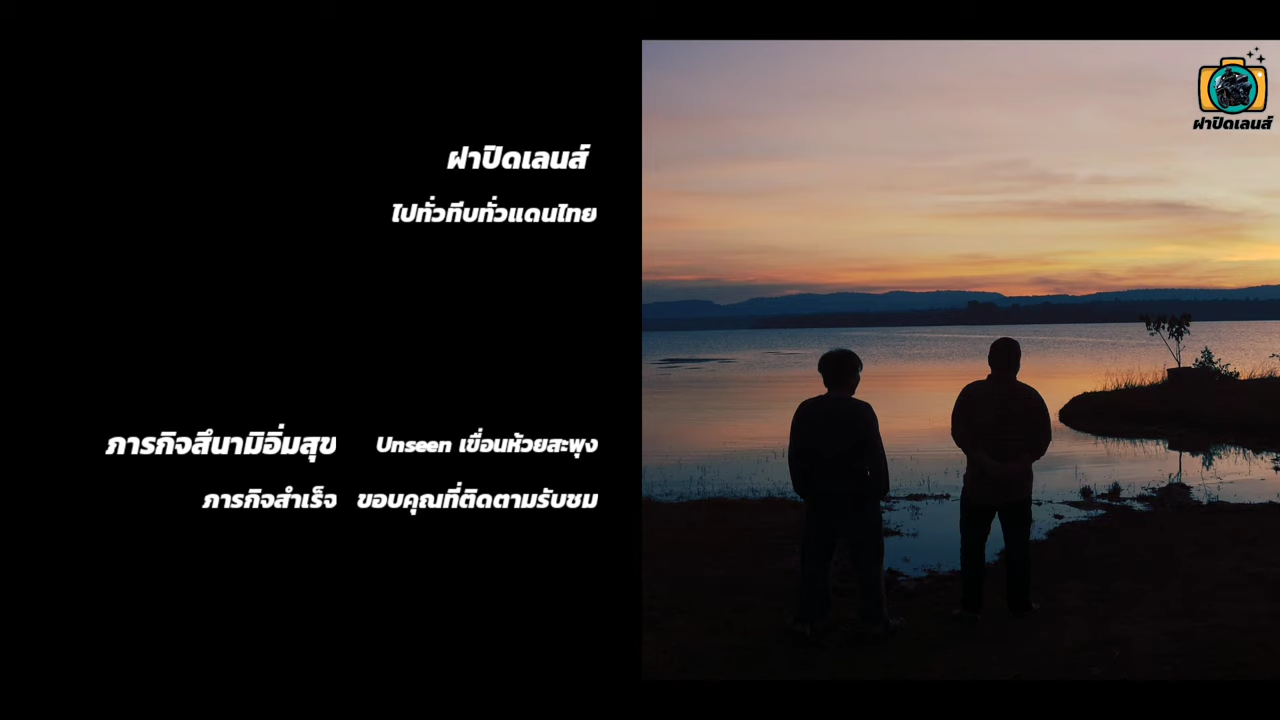 ฝาปิดเลนส์
ไปทั่วทีบทั่วแดนไทย
ภารกิจสึนามิอิ่มสุข Unseen เขื่อนห้วยสะพุง
ภารกิจสำเร็จ ขอบคุณที่ติดตามรับชม
ฝาปิดเลนส์